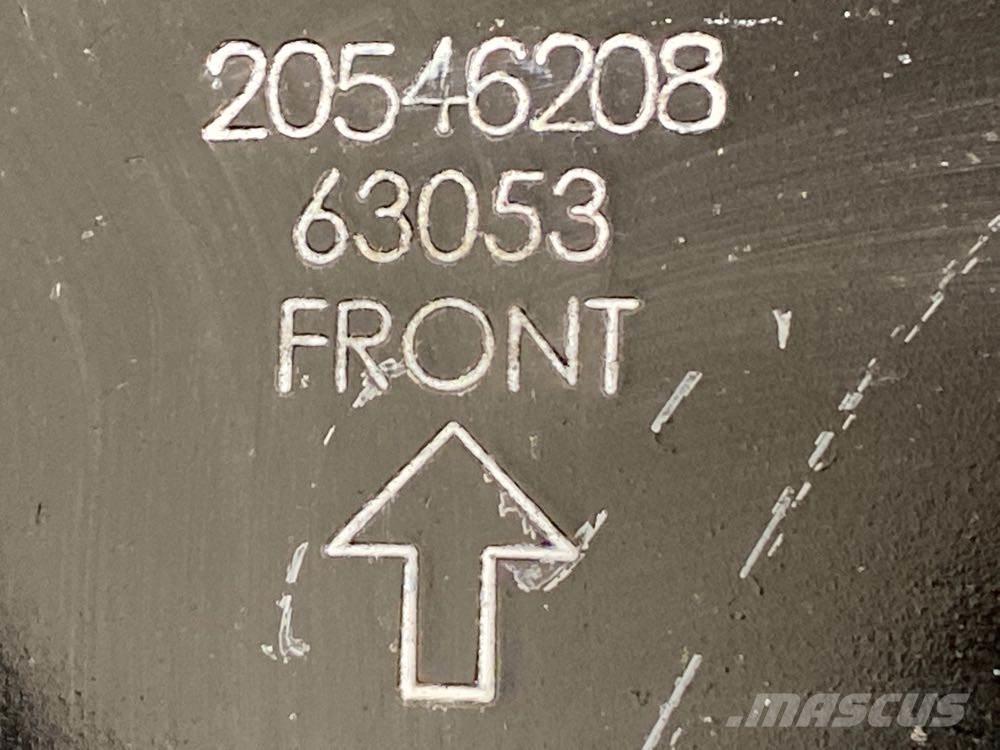 20546208
63053
FRONT
.MASCUS